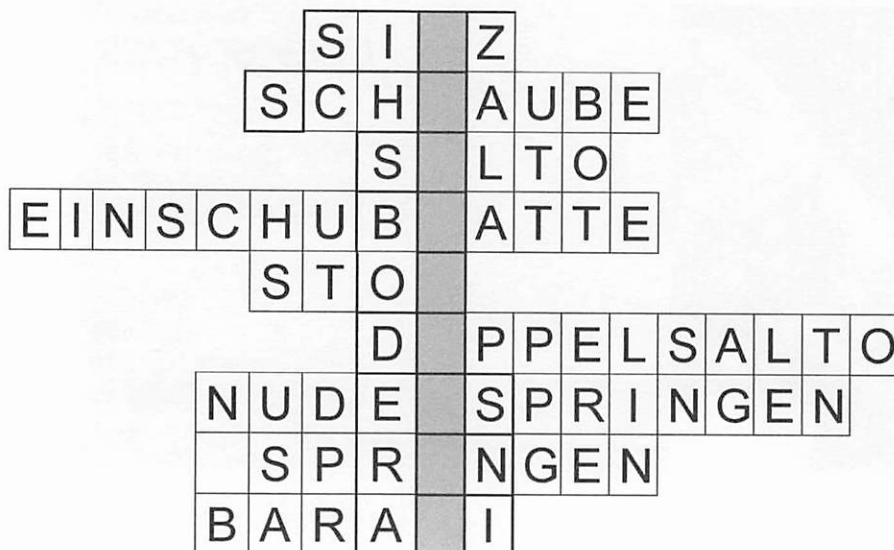 SI Z
SCH AUBE
S LTO
EINSCHUB ATTE
STO
D PPELSALTO
NUDE SPRINGEN
SPR NGEN
BARA I